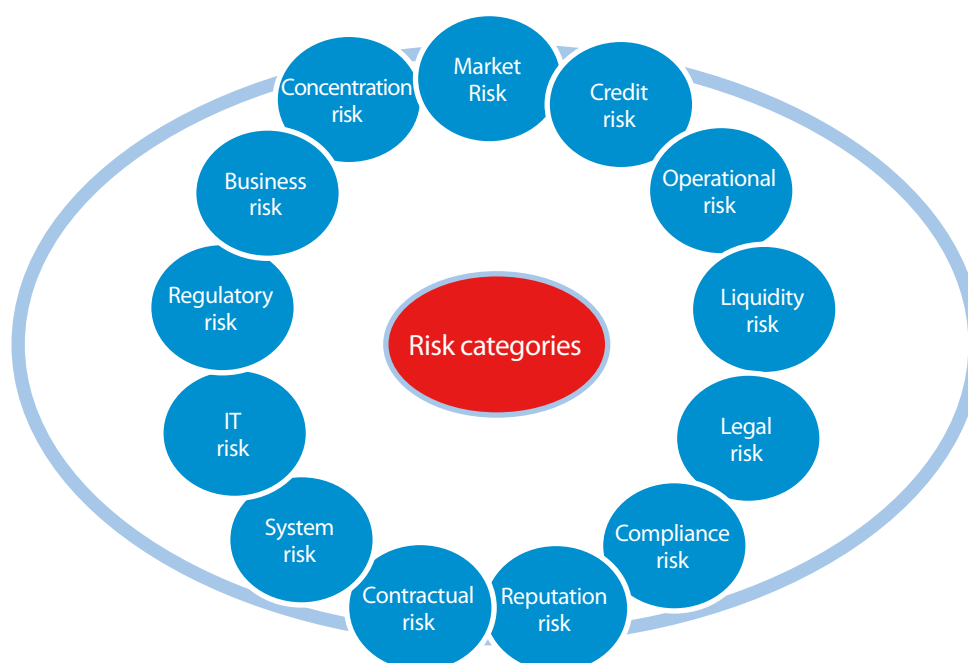 Market
Risk
Credit
risk
Operational
risk
Liquidity
risk
Legal
risk
Compliance
risk
Reputation
risk
Contractual
risk
System
risk
IT
risk
Regulatory
risk
Business
risk
Concentration
risk
Risk categories